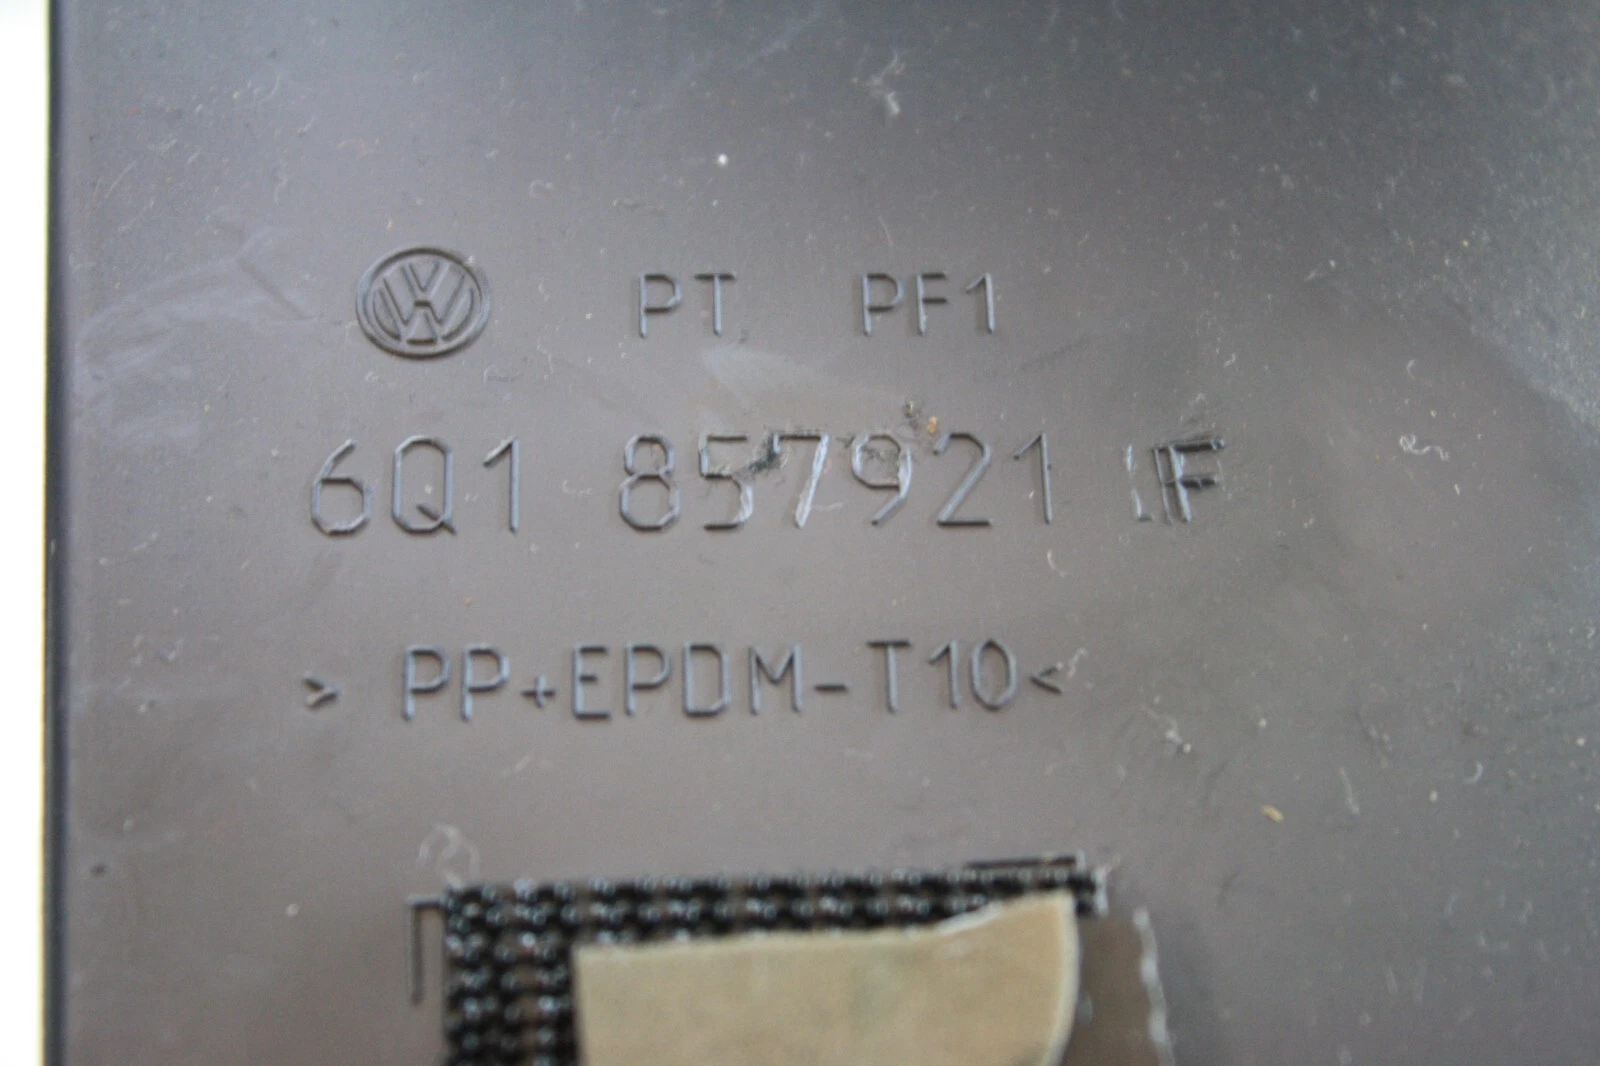 PT PF1
6Q1 857921 F
> PP+EPDM-T10<